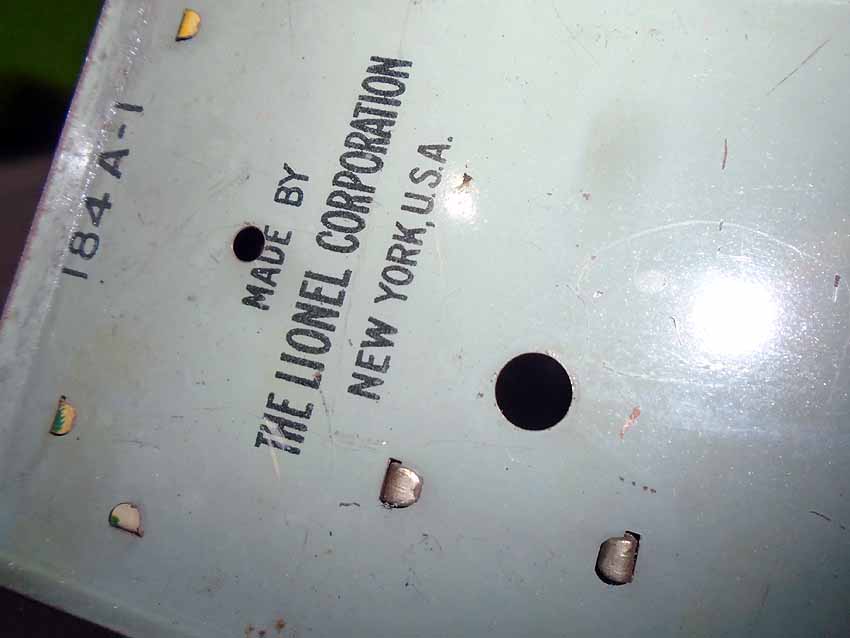 184 A-1
MADE BY
THE LIONEL CORPORATION
NEW YORK, U.S.A.